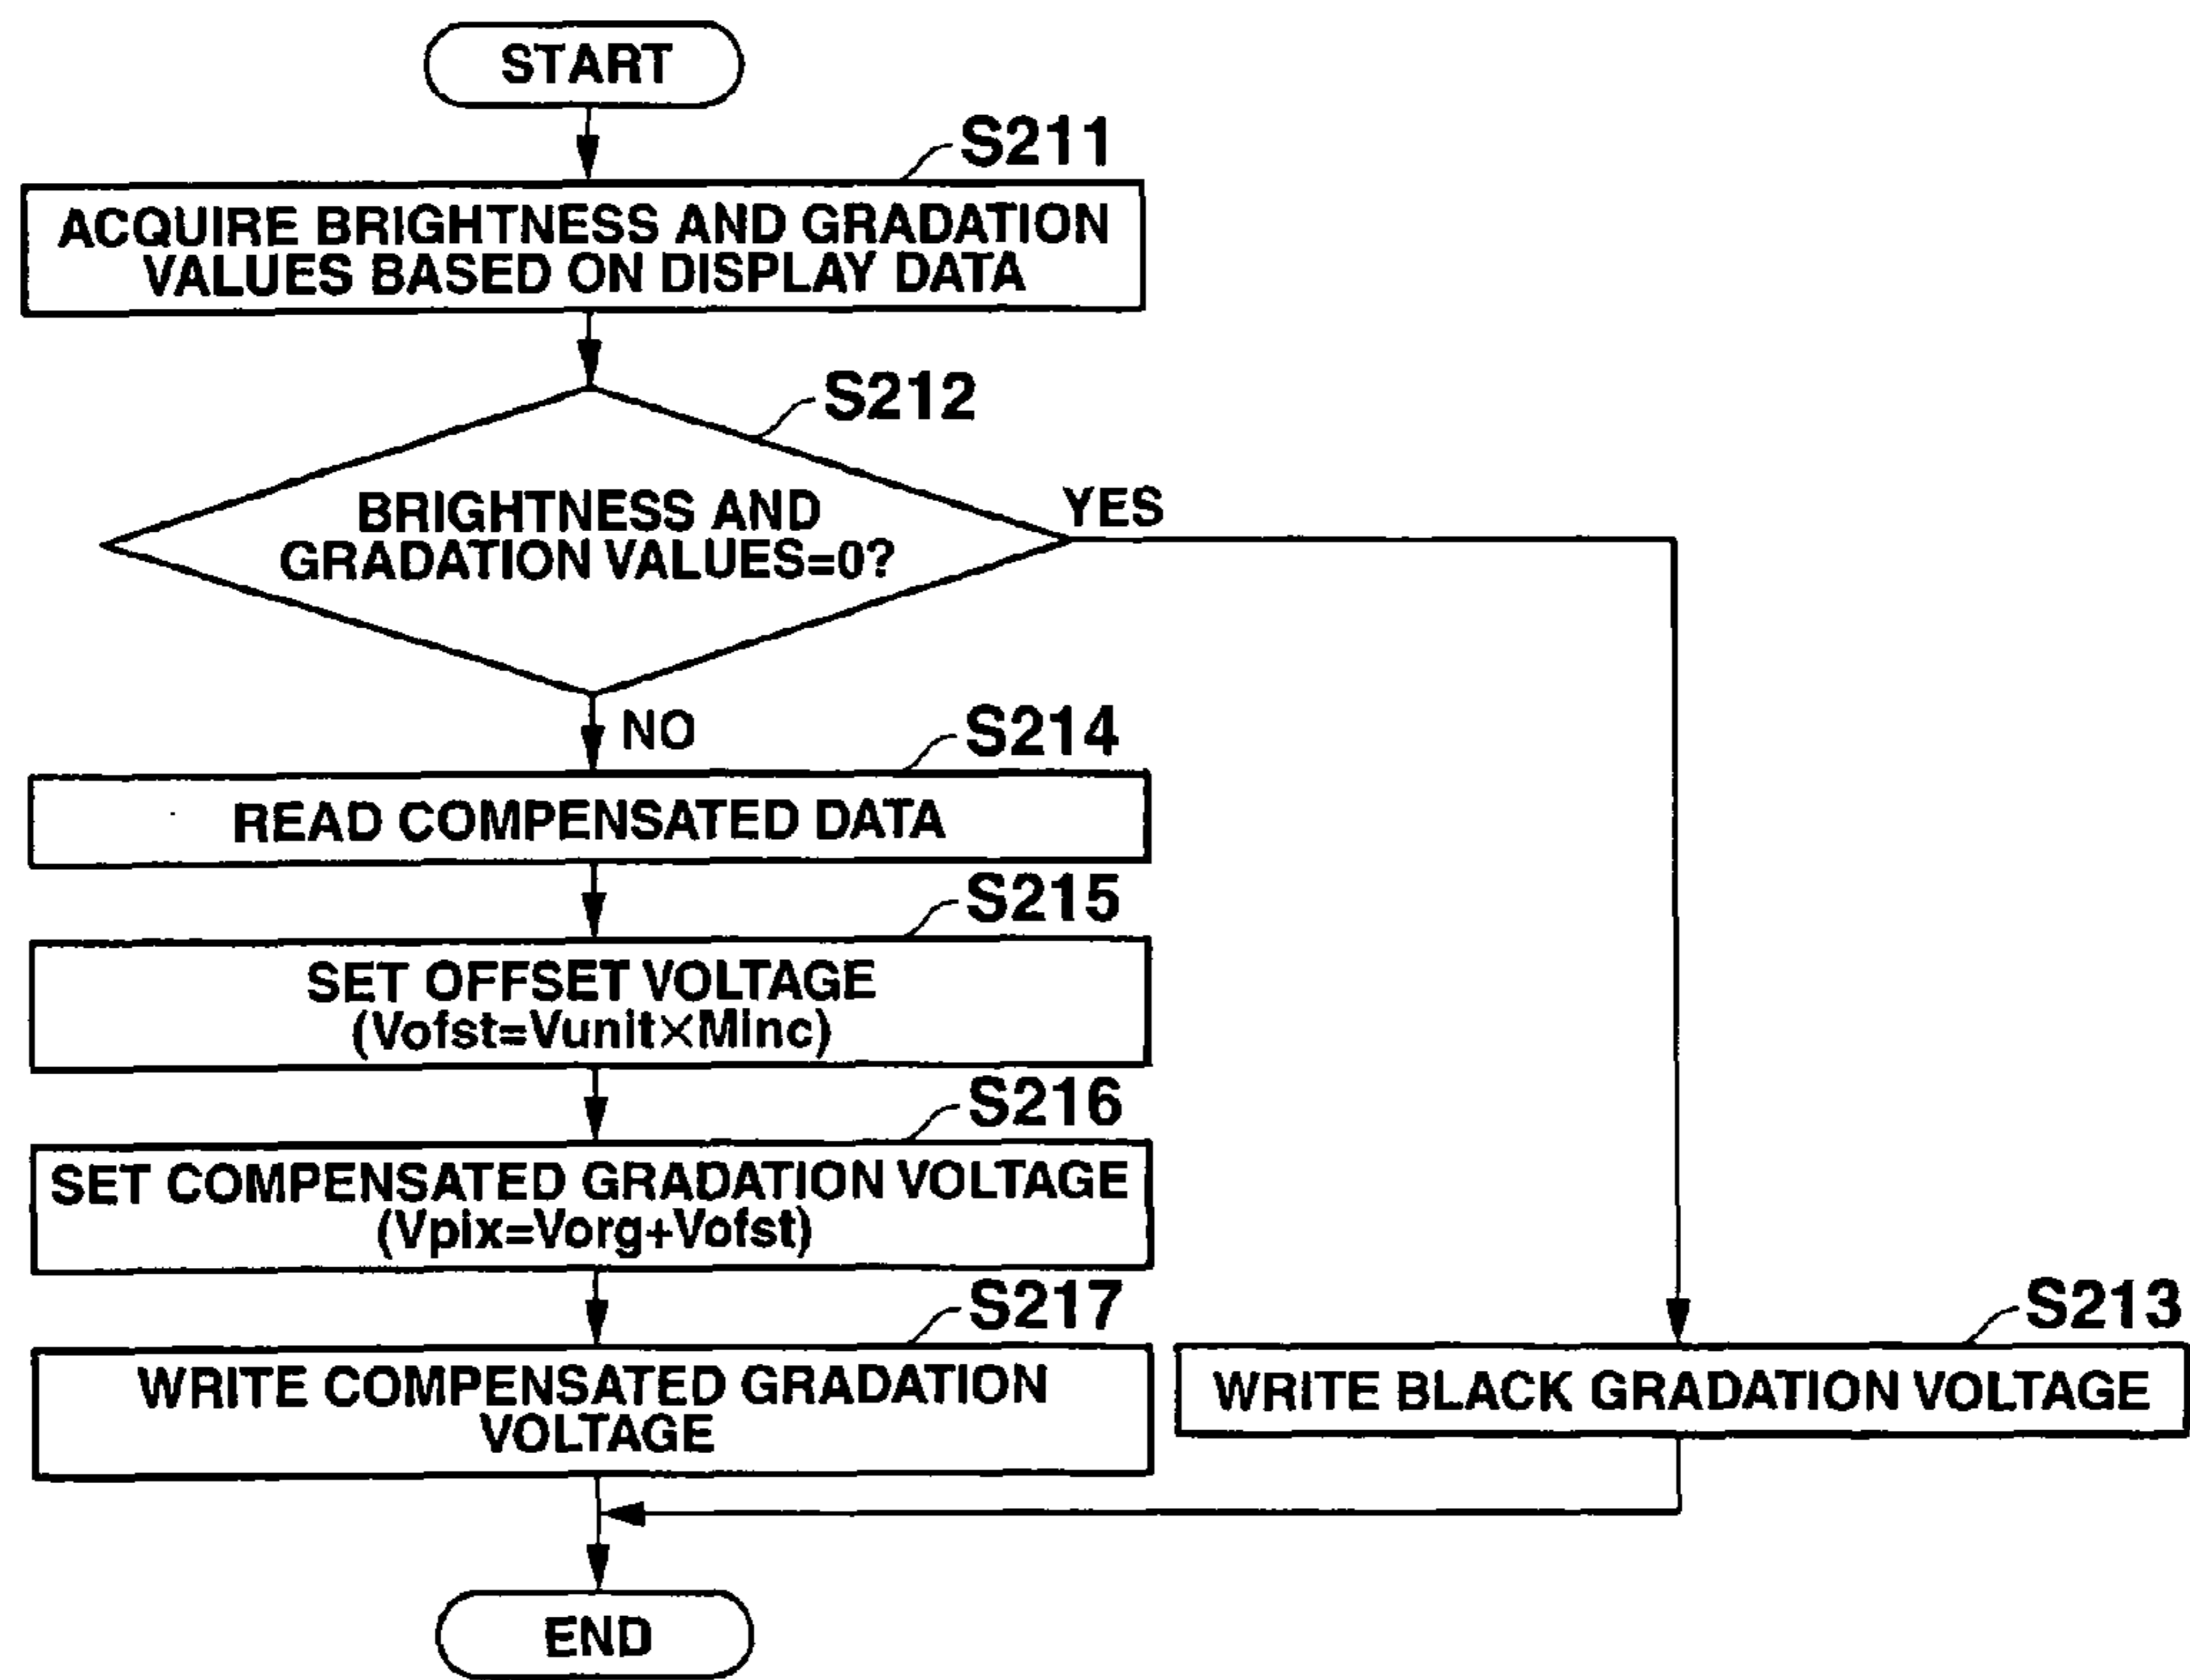 START
S211
ACQUIRE BRIGHTNESS AND GRADATION
VALUES BASED ON DISPLAY DATA
S212
BRIGHTNESS AND
GRADATION VALUES=0?
YES
NO
S214
READ COMPENSATED DATA
S215
SET OFFSET VOLTAGE
(Vofst=Vunit×Minc)
S216
SET COMPENSATED GRADATION VOLTAGE
(Vpix=Vorg+Vofst)
S217
WRITE COMPENSATED GRADATION
VOLTAGE
S213
WRITE BLACK GRADATION VOLTAGE
END